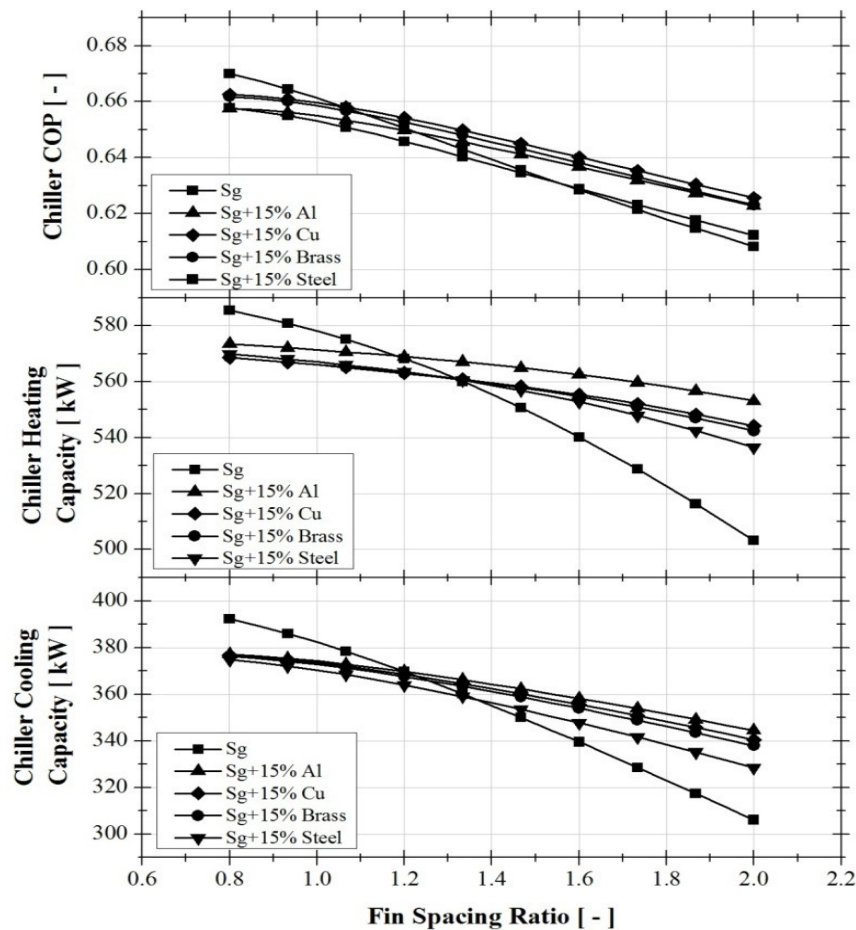 Chiller COP [ - ]
0.68
0.66
0.64
0.62
0.60
Sg
Sg+15% Al
Sg+15% Cu
Sg+15% Brass
Sg+15% Steel
Chiller Heating
Capacity [ kW ]
580
560
540
520
500
Sg
Sg+15% Al
Sg+15% Cu
Sg+15% Brass
Sg+15% Steel
Chiller Cooling
Capacity [ kW ]
400
380
360
340
320
300
Sg
Sg+15% Al
Sg+15% Cu
Sg+15% Brass
Sg+15% Steel
0.6 0.8 1.0 1.2 1.4 1.6 1.8 2.0 2.2
Fin Spacing Ratio [ - ]